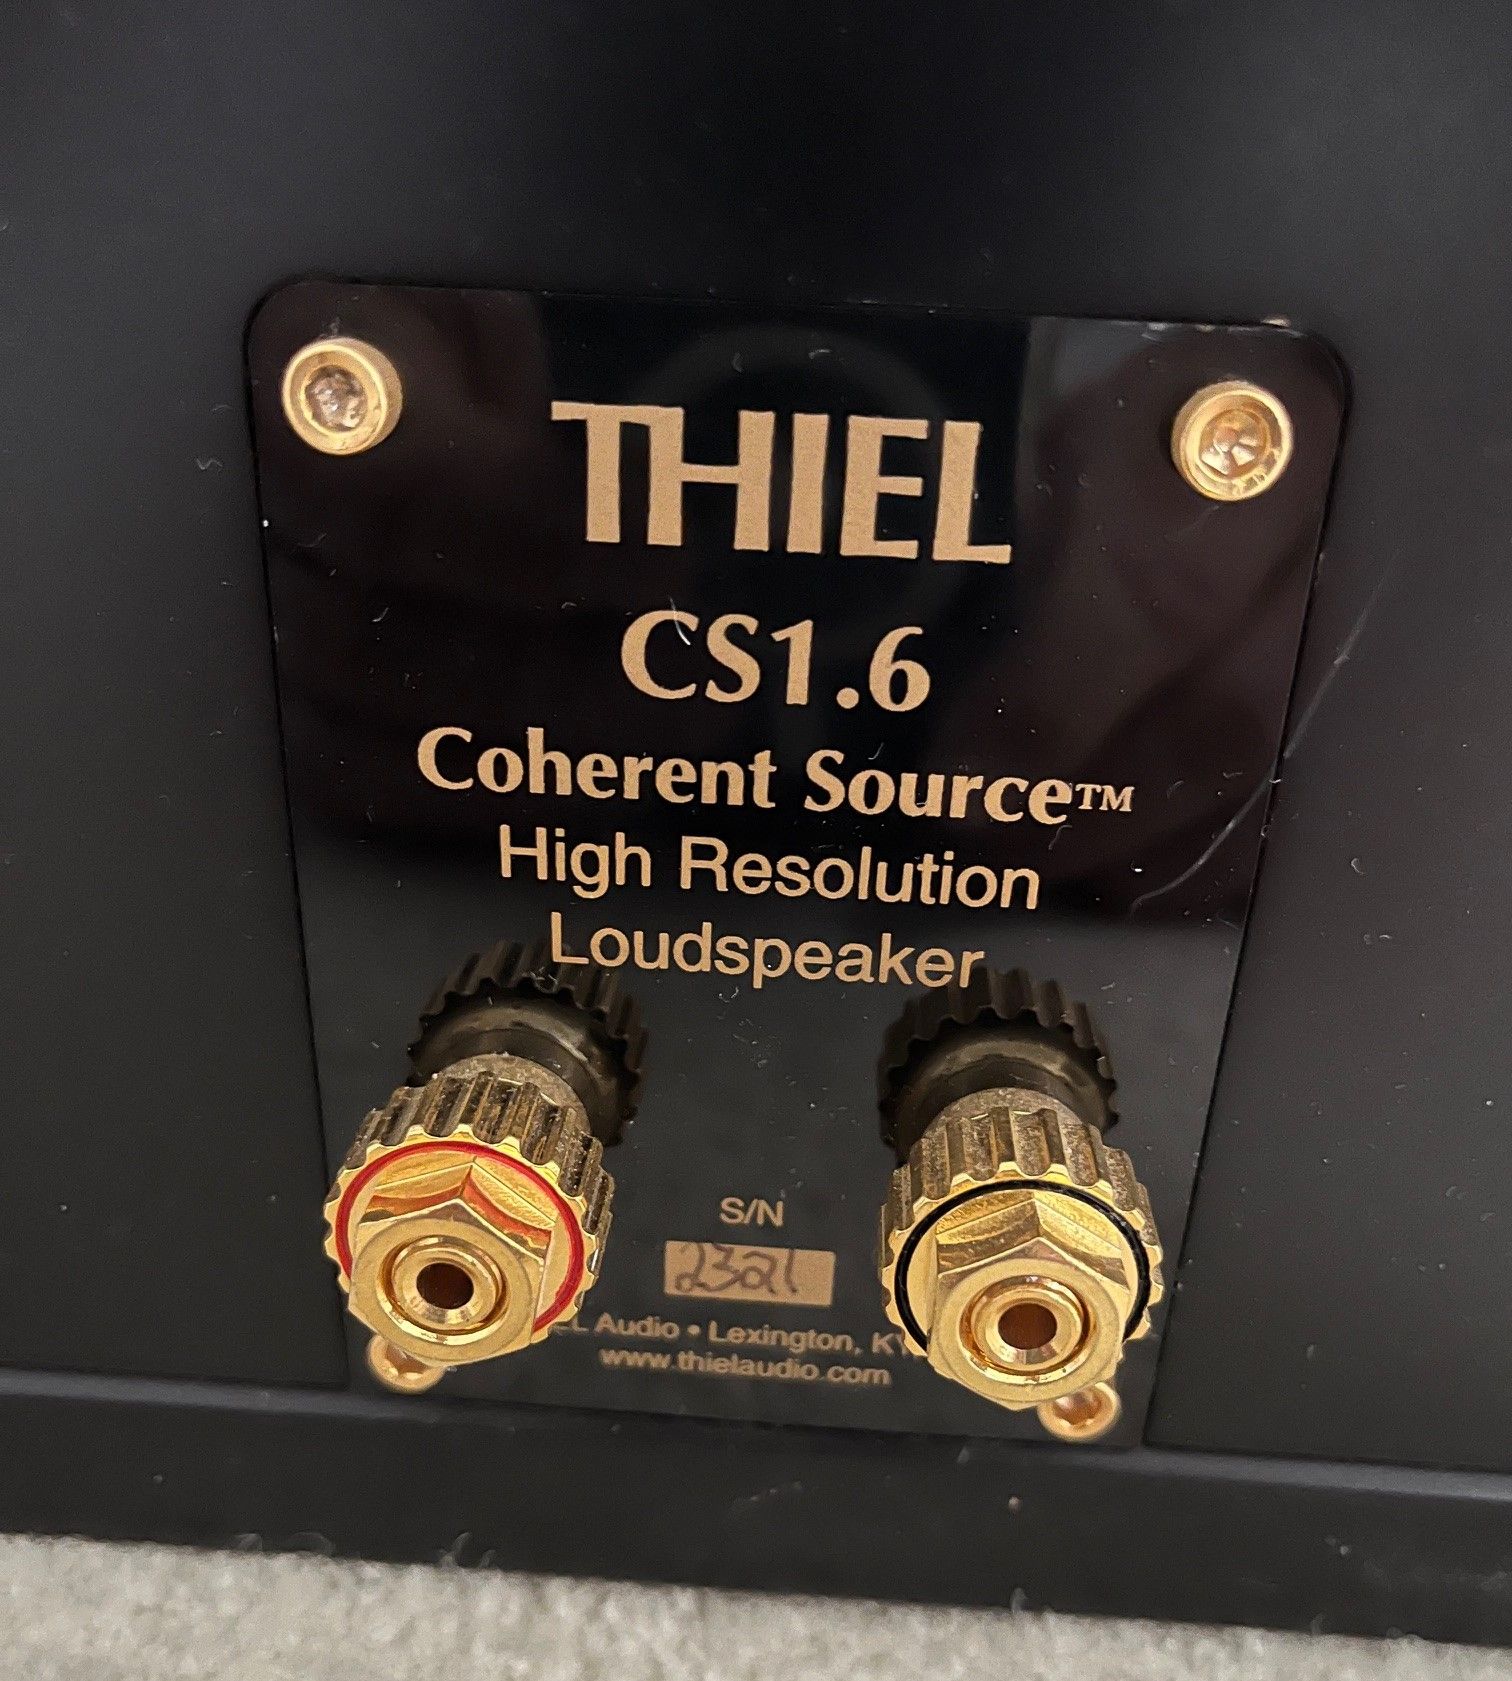 THIEL
CS1.6
Coherent Source™
High Resolution
Loudspeaker
S/N
2321
Audio • Lexington,
www.thielaudio.com